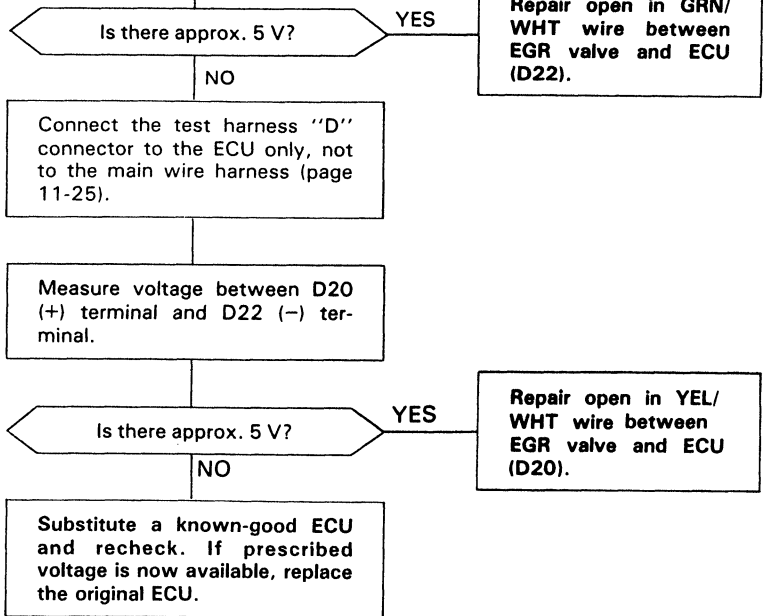 Is there approx. 5 V?
YES
Repair open in GRN/
WHT wire between
EGR valve and ECU
(D22).
NO
Connect the test harness "D"
connector to the ECU only, not
to the main wire harness (page
11-25).
Measure voltage between D20
(+) terminal and D22 (−) ter-
minal.
Is there approx. 5 V?
YES
Repair open in YEL/
WHT wire between
EGR valve and ECU
(D20).
NO
Substitute a known-good ECU
and recheck. If prescribed
voltage is now available, replace
the original ECU.